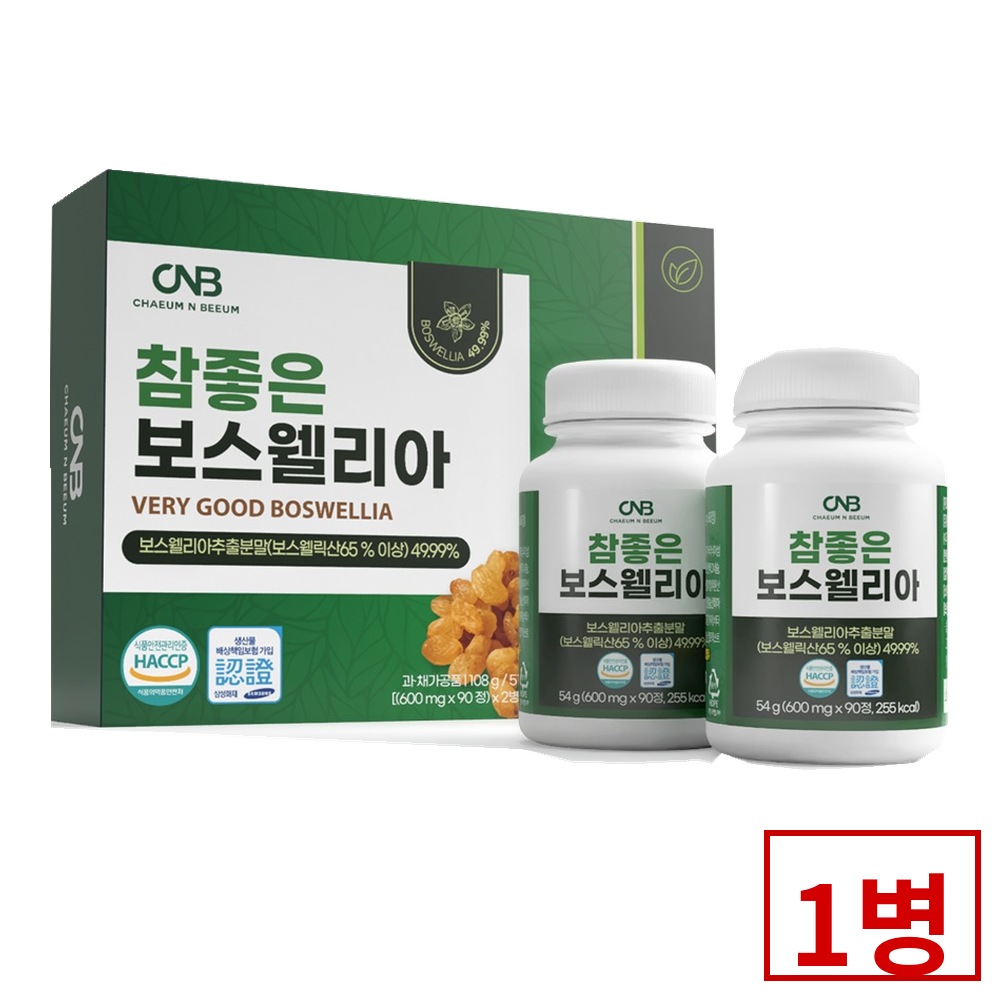 CNB
CHAEUM N BEEUM
참좋은
보스웰리아
VERY GOOD BOSWELLIA
보스웰리아추출분말(보스웰릭산65 % 이상) 49.99%
BOSWELLIA 49.99%
식품안전관리인증
HACCP
식품의약품안전처
생산물
배상책임보험 가입
認證
삼성화재
과·채가공품 | 108 g / 5
[(600 mg x 90 정) x 2병
CNB
CHAEUM N BEEUM
CNB
CHAEUM N BEEUM
참좋은
보스웰리아
보스웰리아추출분말
(보스웰릭산65 % 이상) 49.99%
HACCP
認證
54 g (600 mg x 90정, 255 kcal)
CNB
CHAEUM N BEEUM
참좋은
보스웰리아
보스웰리아추출분말
(보스웰릭산65 % 이상) 49.99%
HACCP
認證
54 g (600 mg x 90정, 255 kcal)
1병